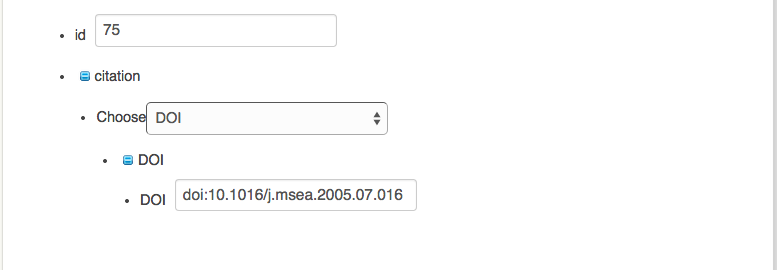 id 75
citation
Choose DOI
DOI
DOI doi:10.1016/j.msea.2005.07.016